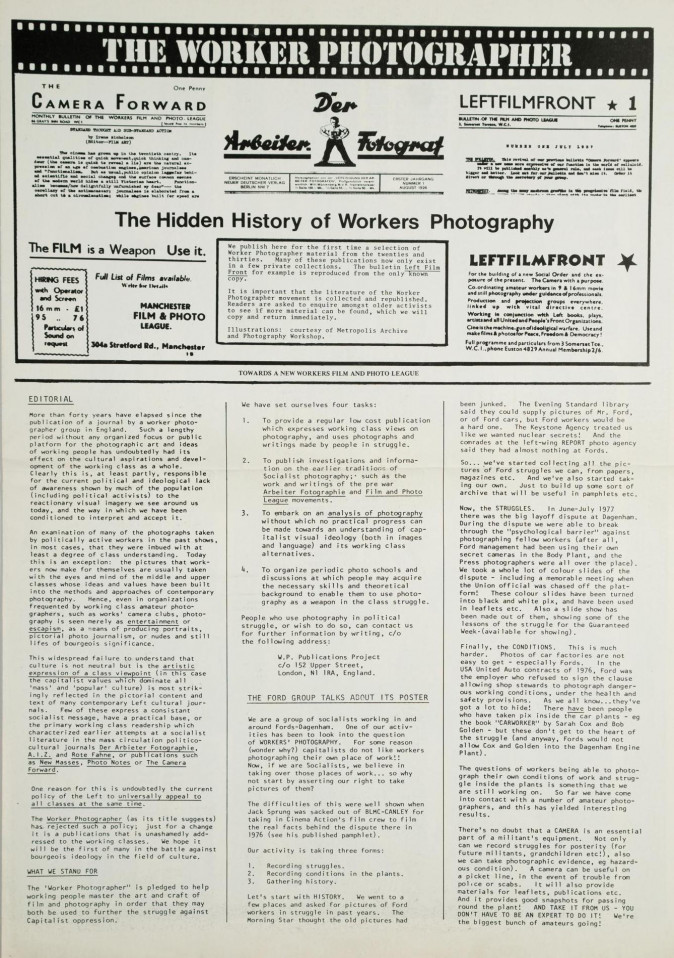 THE WORKER PHOTOGRAPHER
THE
One Penny
CAMERA FORWARD
MONTHLY BULLETIN OF THE WORKERS FILM AND PHOTO. LEAGUE
STANDARD THOUGHT AID SUB-STANDARD ACTION
by Irene Nicholson
(Editor-FILM ART)
Der
Arbeiter Fotograf
ERSCHEINT MONATLICH
NEUER DEUTSCHER VERLAG
BERLIN NW 7
ERSTER JAHRGANG
NUMMER 1
AUGUST 1926
LEFTFILMFRONT ★ 1
BULLETIN OF THE FILM AND PHOTO LEAGUE
5, Somerset Terrace, W.C.1.
ONE PENNY
The Hidden History of Workers Photography
The FILM is a Weapon Use it.
HIRING FEES
with Operator
and Screen
16 mm · £1
9 5 .. 7 6
Particulars of
Sound on
request
Full List of Films available.
Write for Details
MANCHESTER
FILM & PHOTO
LEAGUE.
304a Stretford Rd., Manchester
We publish here for the first time a selection of
Worker Photographer material from the twenties and
thirties. Many of these publications now only exist
in a few private collections. The bulletin Left Film
Front for example is reproduced from the only known
copy.
It is important that the literature of the Worker
Photographer movement is collected and republished.
Readers are asked to enquire amongst older activists
to see if more material can be found, which we will
copy and return immediately.
Illustrations: courtesy of Metropolis Archive
and Photography Workshop.
LEFTFILMFRONT ★
For the building of a new Social Order and the ex-
posure of the present. The Camera with a purpose
Co-ordinating amateur workers in 9 & 16mm movie
and still photography under guidance of professionals.
Production and projection groups everywhere,
linked up with vital directive centre.
Working in conjunction with Left books, plays,
artists and all United and People's Front Organizations.
Cine is the machine-gun of ideological warfare. Use and
make films & photos for Peace, Freedom & Democracy!
Full programme and particulars from 5 Somerset Tce.,
W.C.1., phone Euston 4829 Annual Membership 2/6.
TOWARDS A NEW WORKERS FILM AND PHOTO LEAGUE
EDITORIAL
More than forty years have elapsed since the
publication of a journal by a worker photo-
grapher group in England. Such a lengthy
period without any organized focus or public
platform for the photographic art and ideas
of working people has undoubtedly had its
effect on the cultural aspirations and devel-
opment of the working class as a whole.
Clearly this is, at least partly, responsible
for the current political and ideological lack
of awareness shown by much of the population
(including political activists) to the
reactionary visual imagery we see around us
today, and the way in which we have been
conditioned to interpret and accept it.
An examination of many of the photographs taken
by politically active workers in the past shows,
in most cases, that they were imbued with at
least a degree of class understanding. Today
this is an exception: the pictures that work-
ers now make for themselves are usually taken
with the eyes and mind of the middle and upper
classes whose ideas and values have been built
into the methods and approaches of contemporary
photography. Hence, even in organizations
frequented by working class amateur photo-
graphers, such as works' camera clubs, photo-
graphy is seen merely as entertainment or
escapism, as a means of producing portraits,
pictorial photo journalism, or nudes and still
lifes of bourgeois significance.
This widespread failure to understand that
culture is not neutral but is the artistic
expression of a class viewpoint (in this case
the capitalist values which dominate all
'mass' and 'popular' culture) is most strik-
ingly reflected in the pictorial content and
text of many contemporary Left cultural jour-
nals. Few of these express a consistant
socialist message, have a practical base, or
the primary working class readership which
characterized earlier attempts at a socialist
literature in the mass circulation politico-
cultural journals Der Arbeiter Fotographie,
A.I.Z. and Rote Fahne, or publications such
as New Masses, Photo Notes or The Camera
Forward.
One reason for this is undoubtedly the current
policy of the Left to universally appeal to
all classes at the same time.
The Worker Photographer (as its title suggests)
has rejected such a policy; just for a change
it is a publication that is unashamedly add-
ressed to the working classes. We hope it
will be the first of many in the battle against
bourgeois ideology in the field of culture.
WHAT WE STAND FOR
The 'Worker Photographer" is pledged to help
working people master the art and craft of
film and photography in order that they may
both be used to further the struggle against
Capitalist oppression.
We have set ourselves four tasks:
1. To provide a regular low cost publication
which expresses working class views on
photography, and uses photographs and
writings made by people in struggle.
2. To publish investigations and informa-
tion on the earlier traditions of
Socialist photography; such as the
work and writings of the pre war
Arbeiter Fotographie and Film and Photo
League movements.
3. To embark on an analysis of photography
without which no practical progress can
be made towards an understanding of cap-
italist visual ideology (both in images
and language) and its working class
alternatives.
4. To organize periodic photo schools and
discussions at which people may acquire
the necessary skills and theoretical
background to enable them to use photo-
graphy as a weapon in the class struggle.
People who use photography in political
struggle, or wish to do so, can contact us
for further information by writing, c/o
the following address:
W.P. Publications Project
c/o 152 Upper Street,
London, N1 1RA, England.
THE FORD GROUP TALKS ABOUT ITS POSTER
We are a group of socialists working in and
around Fords-Dagenham. One of our activ-
ities has been to look into the question
of WORKERS' PHOTOGRAPHY. For some reason
(wonder why?) capitalists do not like workers
photographing their own place of work!!
Now, if we are Socialists, we believe in
taking over those places of work... so why
not start by asserting our right to take
pictures of them?
The difficulties of this were well shown when
Jack Sprung was sacked out of BLMC-CANLEY for
taking in Cinema Action's film crew to film
the real facts behind the dispute there in
1976 (see his published pamphlet).
Our activity is taking three forms:
1. Recording struggles.
2. Recording conditions in the plants.
3. Gathering history.
Let's start with HISTORY. We went to a
few places and asked for pictures of Ford
workers in struggle in past years. The
Morning Star thought the old pictures had
been junked. The Evening Standard library
said they could supply pictures of Mr. Ford,
or of Ford cars, but Ford workers would be
a hard one. The Keystone Agency treated us
like we wanted nuclear secrets! And the
comrades at the left-wing REPORT photo agency
said they had almost nothing at Fords.
So... we've started collecting all the pic-
tures of Ford struggles we can, from papers,
magazines etc. And we've also started tak-
ing our own. Just to build up some sort of
archive that will be useful in pamphlets etc.
Now, the STRUGGLES. In June-July 1977
there was the big layoff dispute at Dagenham.
During the dispute we were able to break
through the "psychological barrier" against
photographing fellow workers (after all,
Ford management had been using their own
secret cameras in the Body Plant, and the
Press photographers were all over the place).
We took a whole lot of colour slides of the
dispute - including a memorable meeting when
the Union official was chased off the plat-
form! These colour slides have been turned
into black and white pix, and have been used
in leaflets etc. Also a slide show has
been made out of them, showing some of the
lessons of the struggle for the Guaranteed
Week-(available for showing).
Finally, the CONDITIONS. This is much
harder. Photos of car factories are not
easy to get - especially Fords. In the
USA United Auto contracts of 1976, Ford was
the employer who refused to sign the clause
allowing shop stewards to photograph danger-
ous working conditions, under the health and
safety provisions. As we all know...they've
got a lot to hide! There have been people
who have taken pix inside the car plants - eg
the book "CARWORKER" by Sarah Cox and Bob
Golden - but these don't get to the heart of
the struggle (and anyway, Fords would not
allow Cox and Golden into the Dagenham Engine
Plant).
The questions of workers being able to photo-
graph their own conditions of work and strug-
gle inside the plants is something that we
are still working on. So far we have come
into contact with a number of amateur photo-
graphers, and this has yielded interesting
results.
There's no doubt that a CAMERA is an essential
part of a militant's equipment. Not only
can we record struggles for posterity (for
future militants, grandchildren etc!), also
we can take photographic evidence, eg hazard-
ous condition). A camera can be useful on
a picket line, in the event of trouble from
police or scabs. It will also provide
materials for leaflets, publications etc.
And it provides good snapshots for passing
round the plant! AND TAKE IT FROM US - YOU
DON'T HAVE TO BE AN EXPERT TO DO IT! We're
the biggest bunch of amateurs going!